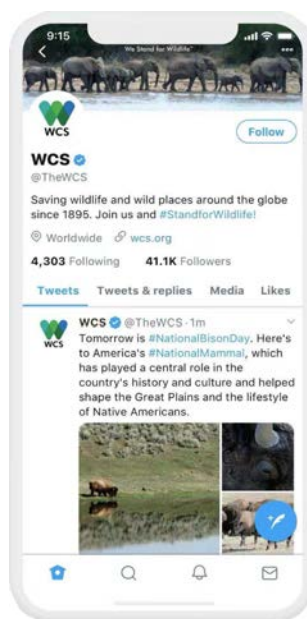 9:15
We Stand for Wildlife™
WCS
Follow
WCS
@TheWCS
Saving wildlife and wild places around the globe
since 1895. Join us and #StandforWildlife!
Worldwide wcs.org
4,303 Following 41.1K Followers
Tweets Tweets & replies Media Likes
WCS @TheWCS · 1m
WCS
Tomorrow is #NationalBisonDay. Here's
to America's #NationalMammal, which
has played a central role in the
country's history and culture and helped
shape the Great Plains and the lifestyle
of Native Americans.